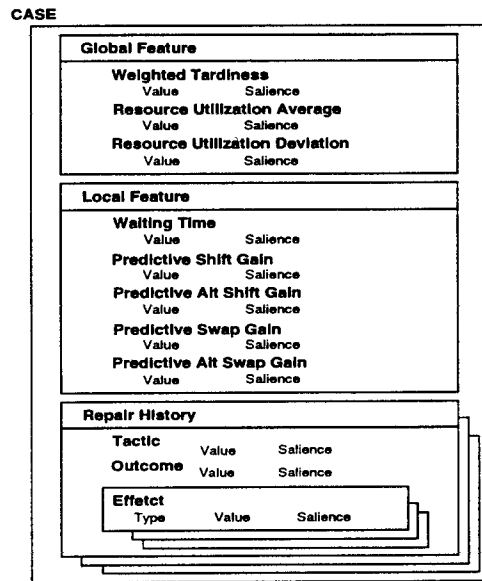 CASE
Global Feature
Weighted Tardiness
Value Salience
Resource Utilization Average
Value Salience
Resource Utilization Deviation
Value Salience
Local Feature
Waiting Time
Value Salience
Predictive Shift Gain
Value Salience
Predictive Alt Shift Gain
Value Salience
Predictive Swap Gain
Value Salience
Predictive Alt Swap Gain
Value Salience
Repair History
Tactic Value Salience
Outcome Value Salience
Effetct
Type Value Salience